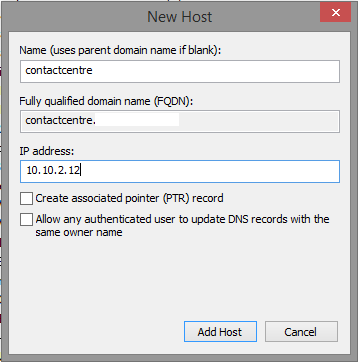 New Host
Name (uses parent domain name if blank):
contactcentre
Fully qualified domain name (FQDN):
contactcentre.
IP address:
10.10.2.12
Create associated pointer (PTR) record
Allow any authenticated user to update DNS records with the
same owner name
Add Host
Cancel